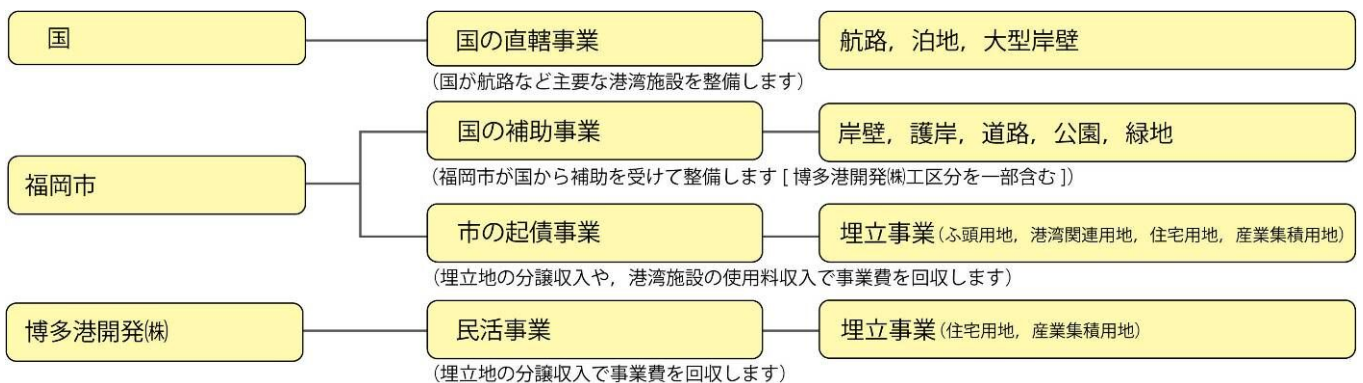 国
国の直轄事業
航路，泊地，大型岸壁
（国が航路など主要な港湾施設を整備します）
福岡市
国の補助事業
岸壁，護岸，道路，公園，緑地
（福岡市が国から補助を受けて整備します [ 博多港開発㈱工区分を一部含む ]）
市の起債事業
埋立事業（ふ頭用地，港湾関連用地，住宅用地，産業集積用地）
（埋立地の分譲収入や，港湾施設の使用料収入で事業費を回収します）
博多港開発㈱
民活事業
埋立事業（住宅用地，産業集積用地）
（埋立地の分譲収入で事業費を回収します）